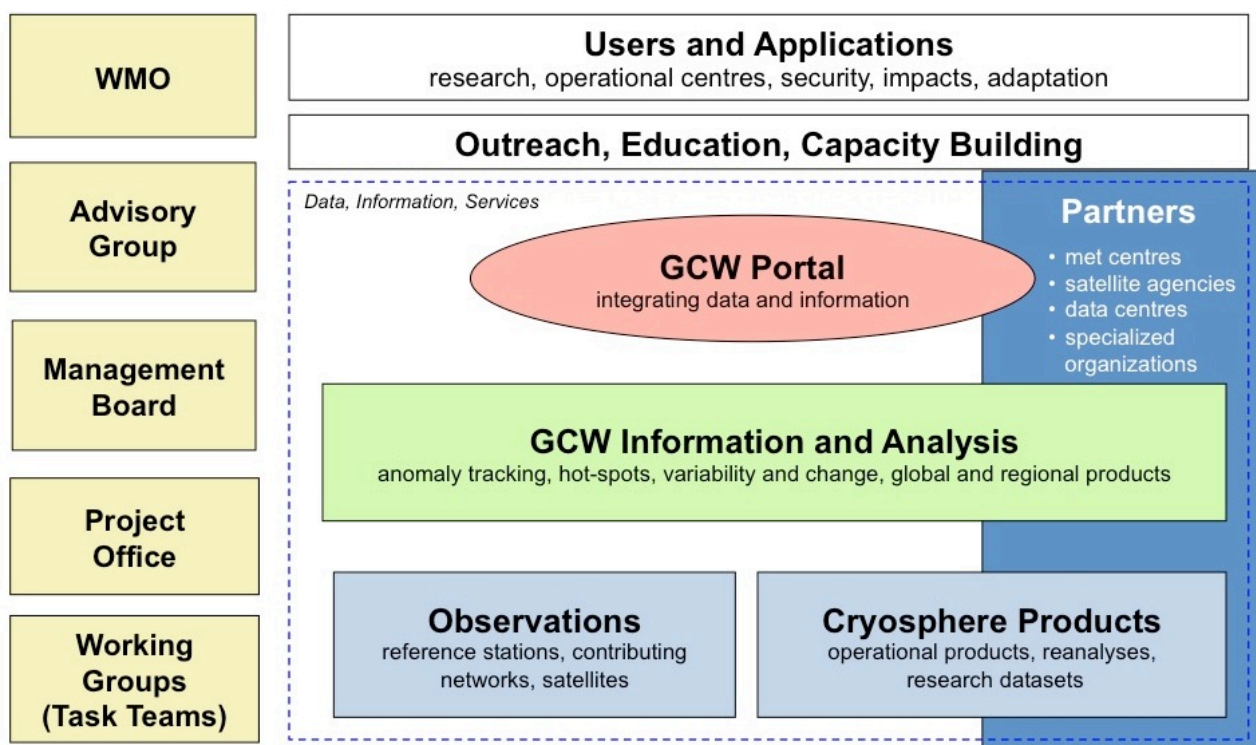 WMO
Advisory
Group
Management
Board
Project
Office
Working
Groups
(Task Teams)
Users and Applications
research, operational centres, security, impacts, adaptation
Outreach, Education, Capacity Building
Data, Information, Services
GCW Portal
integrating data and information
Partners
• met centres
• satellite agencies
• data centres
• specialized
organizations
GCW Information and Analysis
anomaly tracking, hot-spots, variability and change, global and regional products
Observations
reference stations, contributing
networks, satellites
Cryosphere Products
operational products, reanalyses,
research datasets